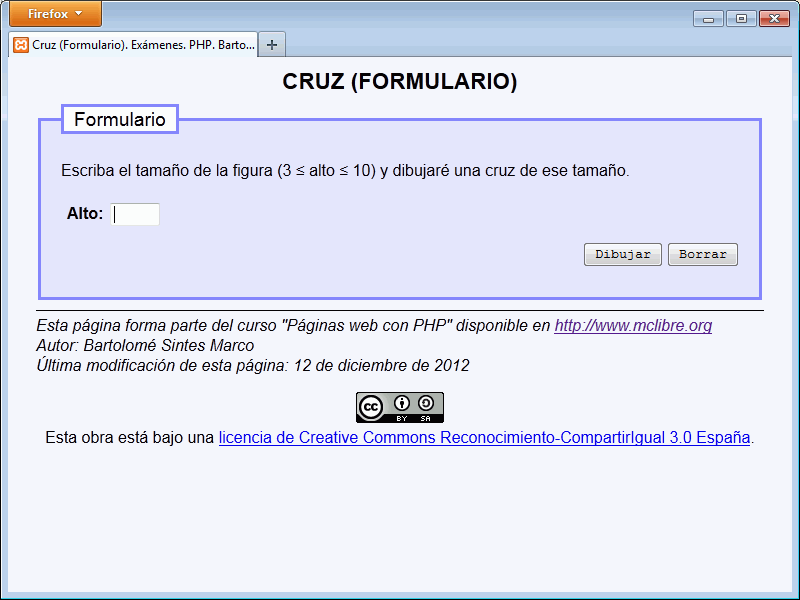 Firefox
Cruz (Formulario). Exámenes. PHP. Barto...
CRUZ (FORMULARIO)
Formulario
Escriba el tamaño de la figura (3 ≤ alto ≤ 10) y dibujaré una cruz de ese tamaño.
Alto:
Dibujar Borrar
Esta página forma parte del curso "Páginas web con PHP" disponible en http://www.mclibre.org
Autor: Bartolomé Sintes Marco
Última modificación de esta página: 12 de diciembre de 2012
cc BY SA
Esta obra está bajo una licencia de Creative Commons Reconocimiento-CompartirIgual 3.0 España.